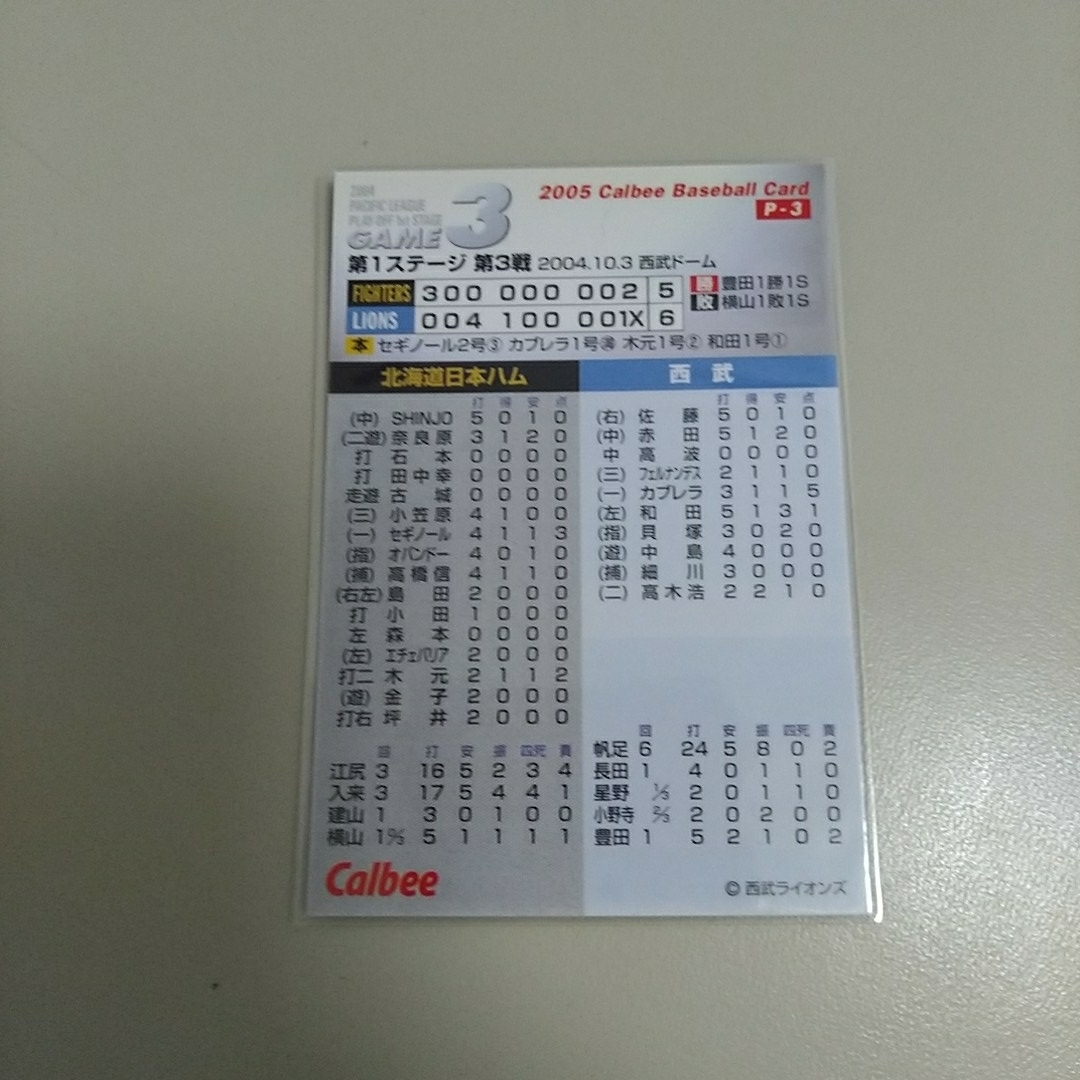 2004
PACIFIC LEAGUE
PLAY-OFF 1st STAGE
GAME 3
2005 Calbee Baseball Card
P-3
第1ステージ 第3戦 2004.10.3 西武ドーム
FIGHTERS 300 000 002 5
LIONS 004 100 001X 6
勝 豊田1勝1S
敗 横山1敗1S
本 セギノール2号③ カブレラ1号満 木元1号② 和田1号①
北海道日本ハム
打 得 安 点
(中) SHINJO 5 0 1 0
(二遊) 奈良原 3 1 2 0
打 石本 0 0 0 0
打 田中幸 0 0 0 0
走遊 古城 0 0 0 0
(三) 小笠原 4 1 0 0
(一) セギノール 4 1 1 3
(指) オバンドー 4 0 1 0
(捕) 高橋信 4 1 1 0
(右左) 島田 2 0 0 0
打 小田 1 0 0 0
左 森本 0 0 0 0
(左) エチェバリア 2 0 0 0
打二 木元 2 1 1 2
(遊) 金子 2 0 0 0
打右 坪井 2 0 0 0
回 打 安 振 四死 責
江尻 3 16 5 2 3 4
入来 3 17 5 4 4 1
建山 1 3 0 1 0 0
横山 1 5 1 1 1 1
西武
打 得 安 点
(右) 佐藤 5 0 1 0
(中) 赤田 5 1 2 0
中 高波 0 0 0 0
(三) フェルナンデス 2 1 1 0
(一) カブレラ 3 1 1 5
(左) 和田 5 1 3 1
(指) 貝塚 3 0 2 0
(遊) 中島 4 0 0 0
(捕) 細川 3 0 0 0
(二) 高木浩 2 2 1 0
回 打 安 振 四死 責
帆足 6 24 5 8 0 2
長田 1 4 0 1 1 0
星野 ⅓ 2 0 1 1 0
小野寺 ⅔ 2 0 2 0 0
豊田 1 5 2 1 0 2
Calbee
© 西武ライオンズ